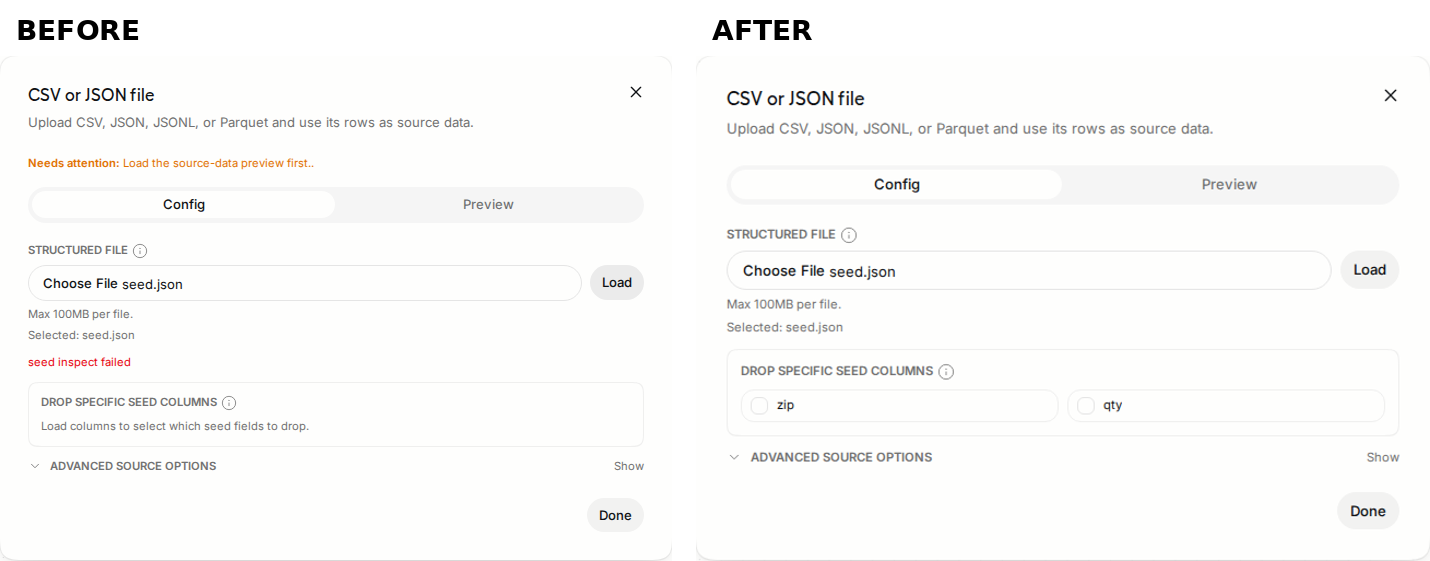 BEFORE
CSV or JSON file
Upload CSV, JSON, JSONL, or Parquet and use its rows as source data.
Needs attention: Load the source-data preview first..
Config
Preview
STRUCTURED FILE
Choose File seed.json
Load
Max 100MB per file.
Selected: seed.json
seed inspect failed
DROP SPECIFIC SEED COLUMNS
Load columns to select which seed fields to drop.
ADVANCED SOURCE OPTIONS
Show
Done
AFTER
CSV or JSON file
Upload CSV, JSON, JSONL, or Parquet and use its rows as source data.
Config
Preview
STRUCTURED FILE
Choose File seed.json
Load
Max 100MB per file.
Selected: seed.json
DROP SPECIFIC SEED COLUMNS
zip
qty
ADVANCED SOURCE OPTIONS
Show
Done